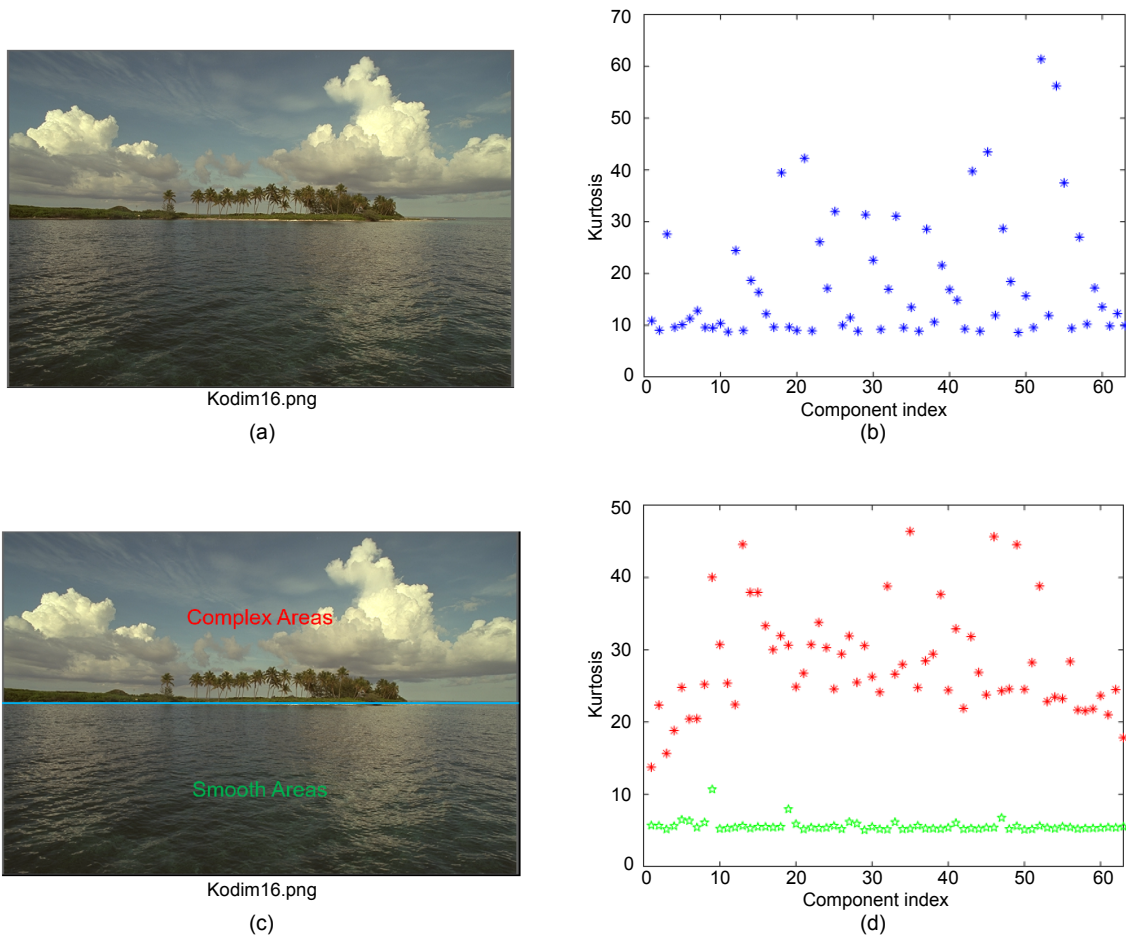 Kodim16.png
(a)
70
60
50
40
30
20
10
0
Kurtosis
0 10 20 30 40 50 60
Component index
(b)
Complex Areas
Smooth Areas
Kodim16.png
(c)
50
40
30
20
10
0
Kurtosis
0 10 20 30 40 50 60
Component index
(d)